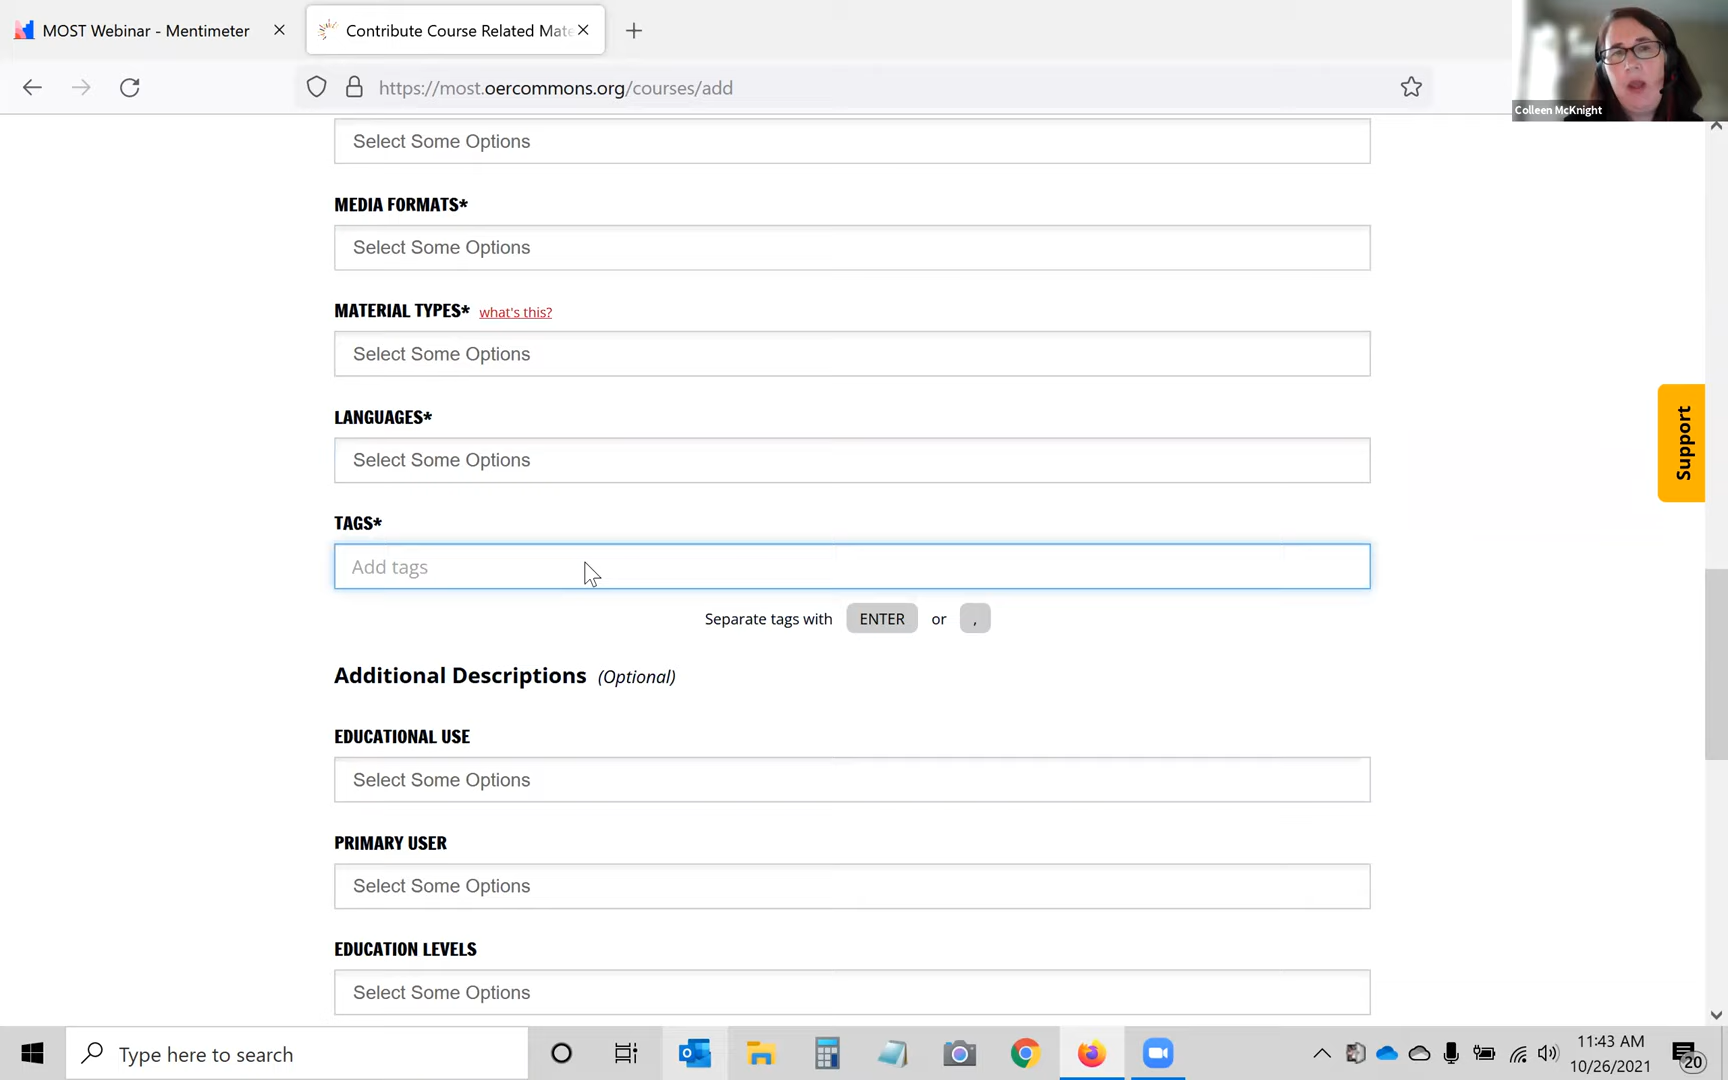 MOST Webinar - Mentimeter
Contribute Course Related Mat
https://most.oercommons.org/courses/add
Colleen McKnight
Select Some Options
MEDIA FORMATS*
Select Some Options
MATERIAL TYPES* what's this?
Select Some Options
LANGUAGES*
Select Some Options
Support
TAGS*
Add tags
Separate tags with ENTER or ,
Additional Descriptions (Optional)
EDUCATIONAL USE
Select Some Options
PRIMARY USER
Select Some Options
EDUCATION LEVELS
Select Some Options
Type here to search
11:43 AM
10/26/2021
20